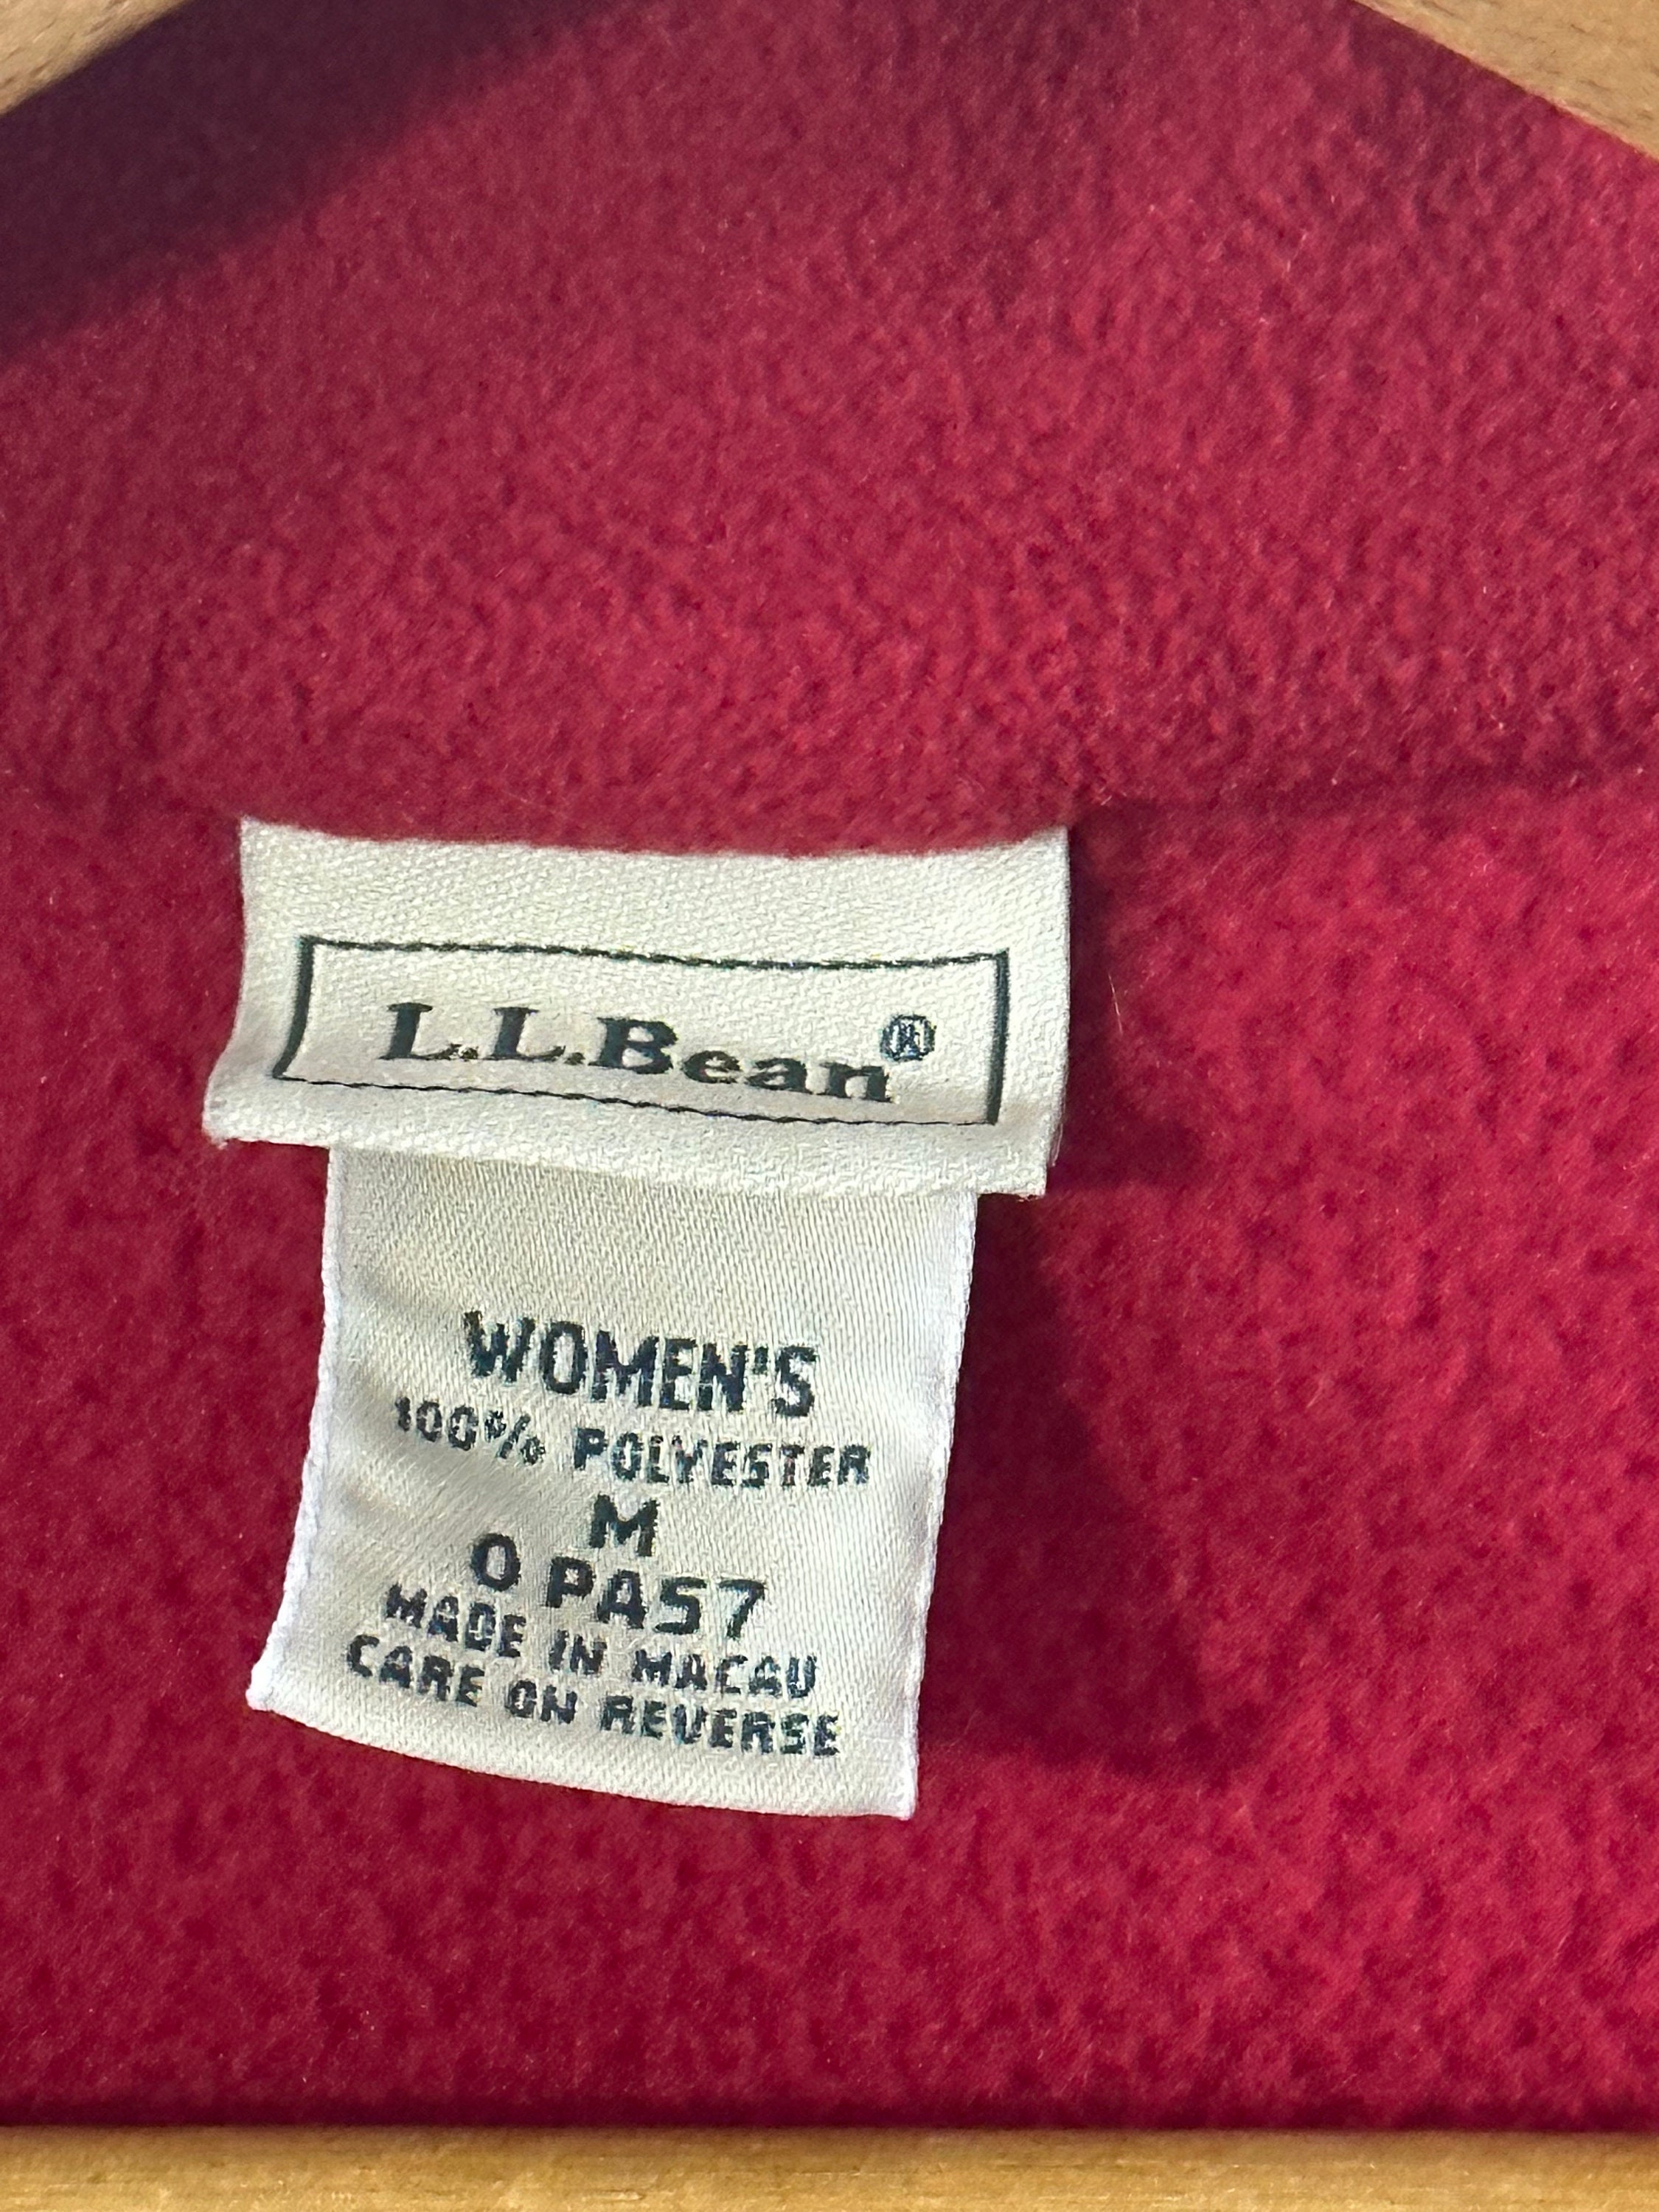 L.L.Bean®
WOMEN'S
100% POLYESTER
M
0 PA57
MADE IN MACAU
CARE ON REVERSE